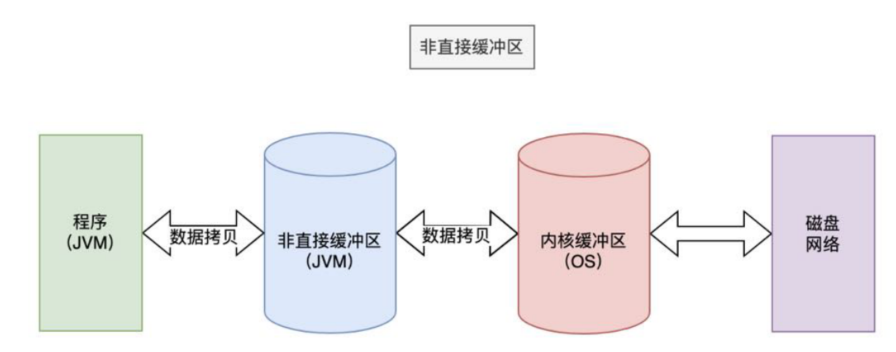 非直接缓冲区
程序
（JVM）
数据拷贝
非直接缓冲区
（JVM）
数据拷贝
内核缓冲区
（OS）
磁盘
网络